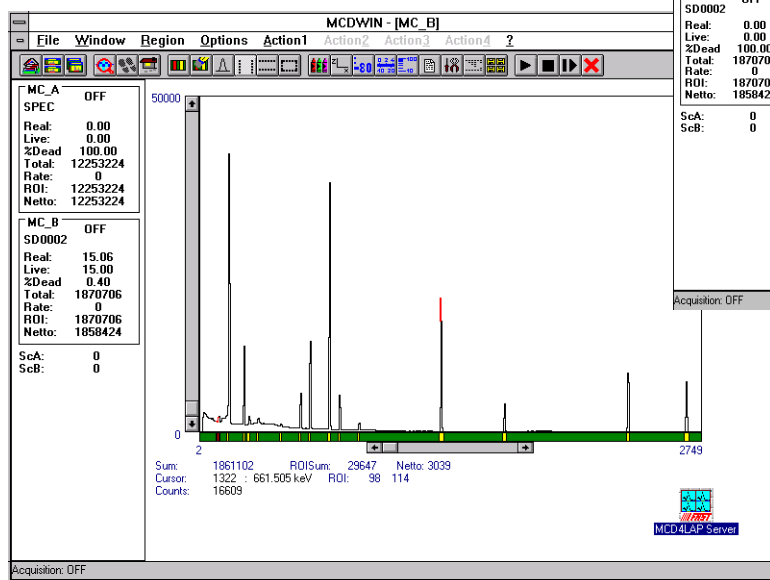 MCDWIN - [MC_B]
File Window Region Options Action1 Action2 Action3 Action4 ?
MC_A OFF
SPEC
Real: 0.00
Live: 0.00
%Dead 100.00
Total: 12253224
Rate: 0
ROI: 12253224
Netto: 12253224
MC_B OFF
SD0002
Real: 15.06
Live: 15.00
%Dead 0.40
Total: 1870706
Rate: 0
ROI: 1870706
Netto: 1858424
ScA: 0
ScB: 0
50000
0
2 2749
Sum: 1861102 ROISum: 29647 Netto: 3039
Cursor: 1322 : 661.505 keV ROI: 98 114
Counts: 16609
Acquisition: OFF
OFF
SD0002
Real: 0.00
Live: 0.00
%Dead 100.00
Total: 187070
Rate: 0
ROI: 187070
Netto: 185842
ScA: 0
ScB: 0
Acquisition: OFF
FAST
MCD4LAP Server